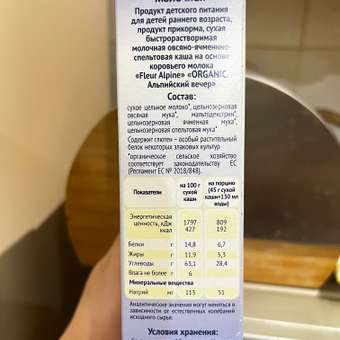 Продукт детского питания
для детей раннего возраста,
продукт прикорма, сухая
быстрорастворимая
молочная овсяно-ячменно-
спельтовая каша на основе
коровьего молока
«Fleur Alpine» «ORGANIC.
Альпийский вечер»
Состав:
сухое цельное молоко*, цельнозерновая
овсяная мука*, мальтодекстрин*,
цельнозерновая ячменная мука*,
цельнозерновая спельтовая мука*
Содержит глютен – особый растительный
белок некоторых злаковых культур
*органическое сельское хозяйство
соответствует законодательству ЕС
(Регламент ЕС № 2018/848).
Показатели на 100 г сухой каши на порцию (45 г сухой каши+150 мл воды)
Энергетическая
ценность, кДж 1797 809
ккал 427 192
Белки г 14,8 6,7
Жиры г 11,9 5,3
Углеводы г 63,1 28,4
Влага не более г 6
Минеральные вещества
Натрий мг 113 51
Аналитические значения могут меняться в
зависимости от естественных колебаний
исходного сырья.
Условия хранения: